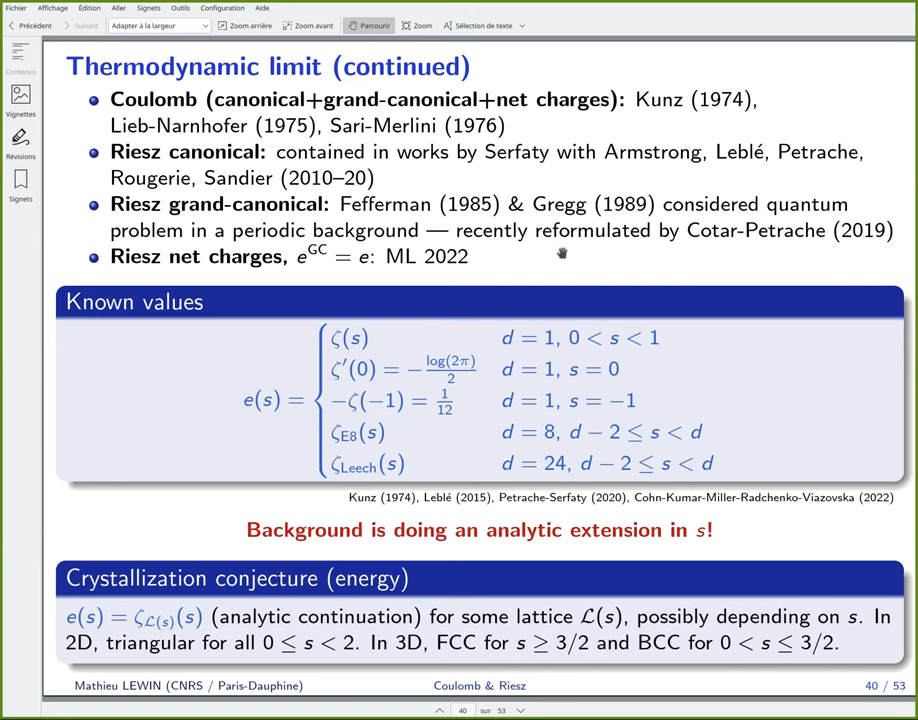 Fichier Affichage Édition Aller Signets Outils Configuration Aide
Précédent Suivant Adapter à la largeur Zoom arrière Zoom avant Parcourir Zoom Sélection de texte
Contenus
Vignettes
Révisions
Signets
Thermodynamic limit (continued)
Coulomb (canonical+grand-canonical+net charges): Kunz (1974),
Lieb-Narnhofer (1975), Sari-Merlini (1976)
Riesz canonical: contained in works by Serfaty with Armstrong, Leblé, Petrache,
Rougerie, Sandier (2010–20)
Riesz grand-canonical: Fefferman (1985) & Gregg (1989) considered quantum
problem in a periodic background — recently reformulated by Cotar-Petrache (2019)
Riesz net charges, e^GC = e: ML 2022
Known values
e(s) =
ζ(s) d = 1, 0 < s < 1
ζ′(0) = −log(2π)/2 d = 1, s = 0
−ζ(−1) = 1/12 d = 1, s = −1
ζ_E8(s) d = 8, d − 2 ≤ s < d
ζ_Leech(s) d = 24, d − 2 ≤ s < d
Kunz (1974), Leblé (2015), Petrache-Serfaty (2020), Cohn-Kumar-Miller-Radchenko-Viazovska (2022)
Background is doing an analytic extension in s!
Crystallization conjecture (energy)
e(s) = ζ_L(s)(s) (analytic continuation) for some lattice L(s), possibly depending on s. In
2D, triangular for all 0 ≤ s < 2. In 3D, FCC for s ≥ 3/2 and BCC for 0 < s ≤ 3/2.
Mathieu LEWIN (CNRS / Paris-Dauphine) Coulomb & Riesz 40 / 53
40 sur 53